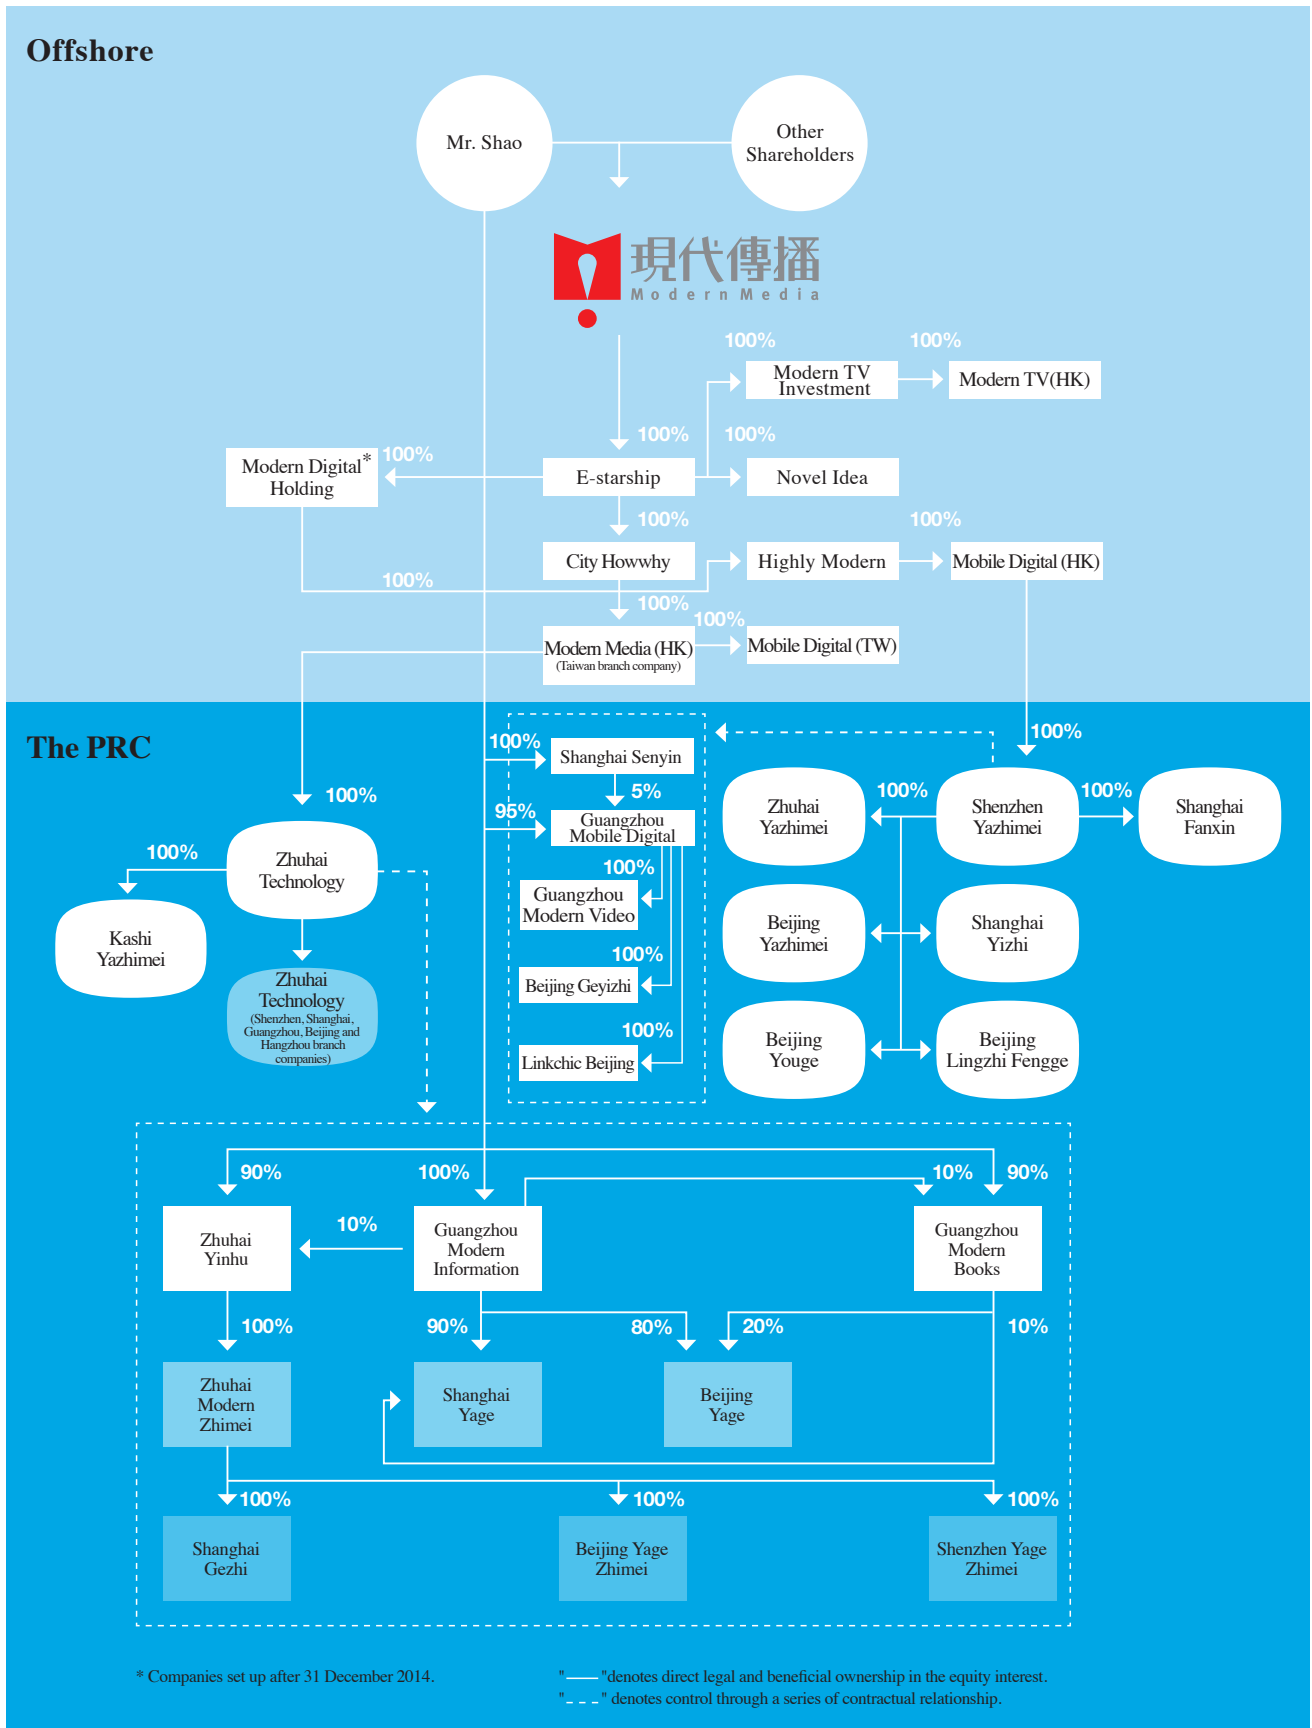 Offshore
Mr. Shao
Other
Shareholders
現代傳播
Modern Media
100%
100%
Modern TV
Investment
Modern TV(HK)
100%
100%
100%
Modern Digital*
Holding
E-starship
Novel Idea
100%
100%
City Howwhy
Highly Modern
Mobile Digital (HK)
100%
100%
100%
Modern Media (HK)
(Taiwan branch company)
Mobile Digital (TW)
The PRC
100%
100%
Shanghai Senyin
5%
95%
Guangzhou
Mobile Digital
100%
Guangzhou
Modern Video
100%
Beijing Geyizhi
100%
Linkchic Beijing
100%
100%
Zhuhai
Yazhimei
Shenzhen
Yazhimei
Shanghai
Fanxin
Beijing
Yazhimei
Shanghai
Yizhi
Beijing
Youge
Beijing
Lingzhi Fengge
100%
100%
Zhuhai
Technology
Kashi
Yazhimei
Zhuhai
Technology
(Shenzhen, Shanghai,
Guangzhou, Beijing and
Hangzhou branch
companies)
90%
100%
10%
90%
Zhuhai
Yinhu
10%
Guangzhou
Modern
Information
Guangzhou
Modern
Books
100%
90%
80%
20%
10%
Zhuhai
Modern
Zhimei
Shanghai
Yage
Beijing
Yage
100%
100%
100%
Shanghai
Gezhi
Beijing Yage
Zhimei
Shenzhen Yage
Zhimei
* Companies set up after 31 December 2014.
"——"denotes direct legal and beneficial ownership in the equity interest.
"_ _ _" denotes control through a series of contractual relationship.